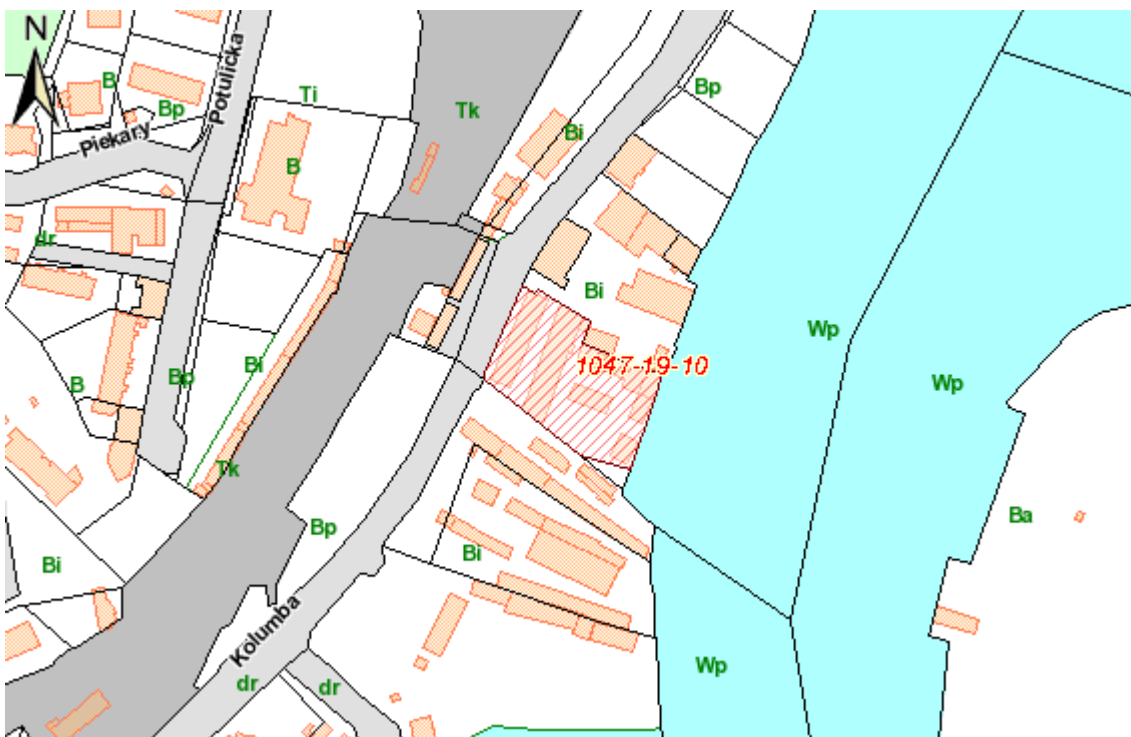 N
B
Bp
Potulicka
Piekary
Ti
Tk
Bi
Bp
B
dr
Bi
Wp
Wp
1047-19-10
Bi
Bp
B
Tk
Bp
Bi
Ba
Bi
Kolumba
Wp
dr
dr